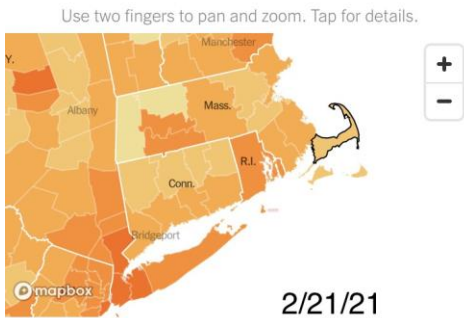 Use two fingers to pan and zoom. Tap for details.
Manchester
Y.
+
Albany
Mass.
−
R.I.
Conn.
Bridgeport
mapbox
2/21/21